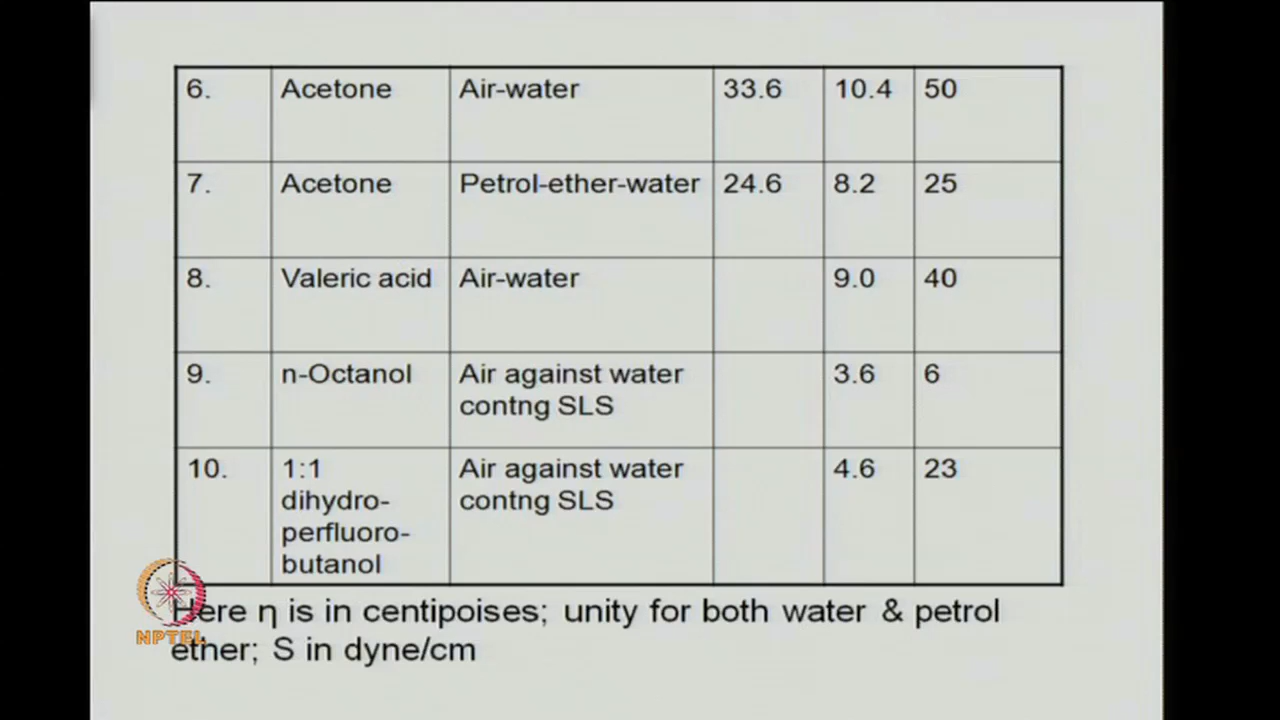 6. Acetone Air-water 33.6 10.4 50
7. Acetone Petrol-ether-water 24.6 8.2 25
8. Valeric acid Air-water 9.0 40
9. n-Octanol Air against water 3.6 6
contng SLS
10. 1:1 Air against water 4.6 23
dihydro- contng SLS
perfluoro-
butanol
Here η is in centipoises; unity for both water & petrol
ether; S in dyne/cm
NPTEL